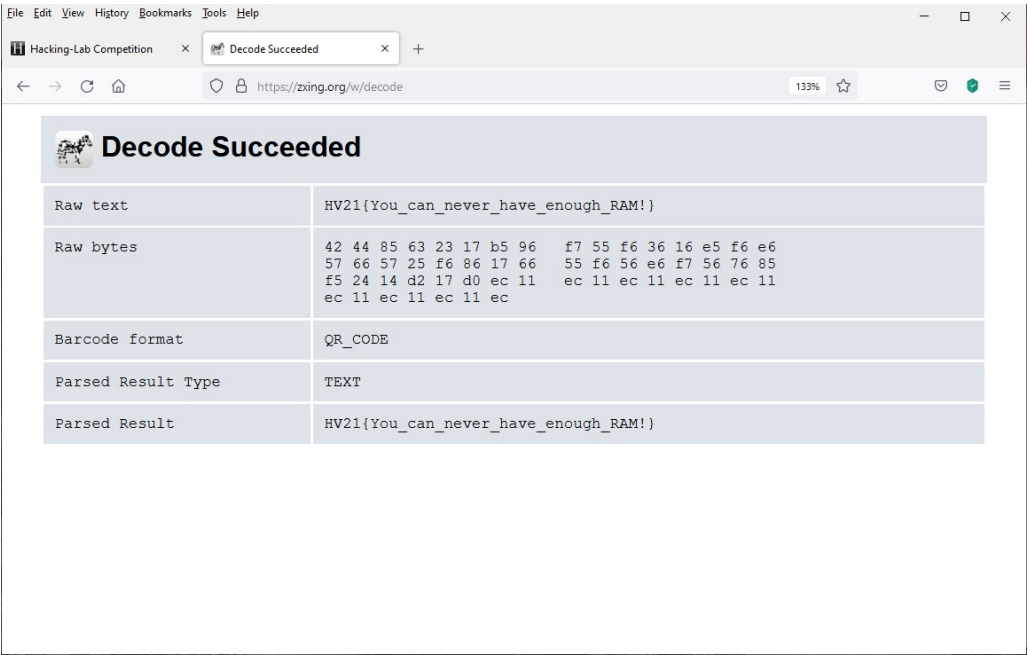 File Edit View History Bookmarks Tools Help
Hacking-Lab Competition Decode Succeeded
https://zxing.org/w/decode 133%
Decode Succeeded
Raw text HV21{You_can_never_have_enough_RAM!}
Raw bytes 42 44 85 63 23 17 b5 96 f7 55 f6 36 16 e5 f6 e6
57 66 57 25 f6 86 17 66 55 f6 56 e6 f7 56 76 85
f5 24 14 d2 17 d0 ec 11 ec 11 ec 11 ec 11 ec 11
ec 11 ec 11 ec 11 ec
Barcode format QR_CODE
Parsed Result Type TEXT
Parsed Result HV21{You_can_never_have_enough_RAM!}